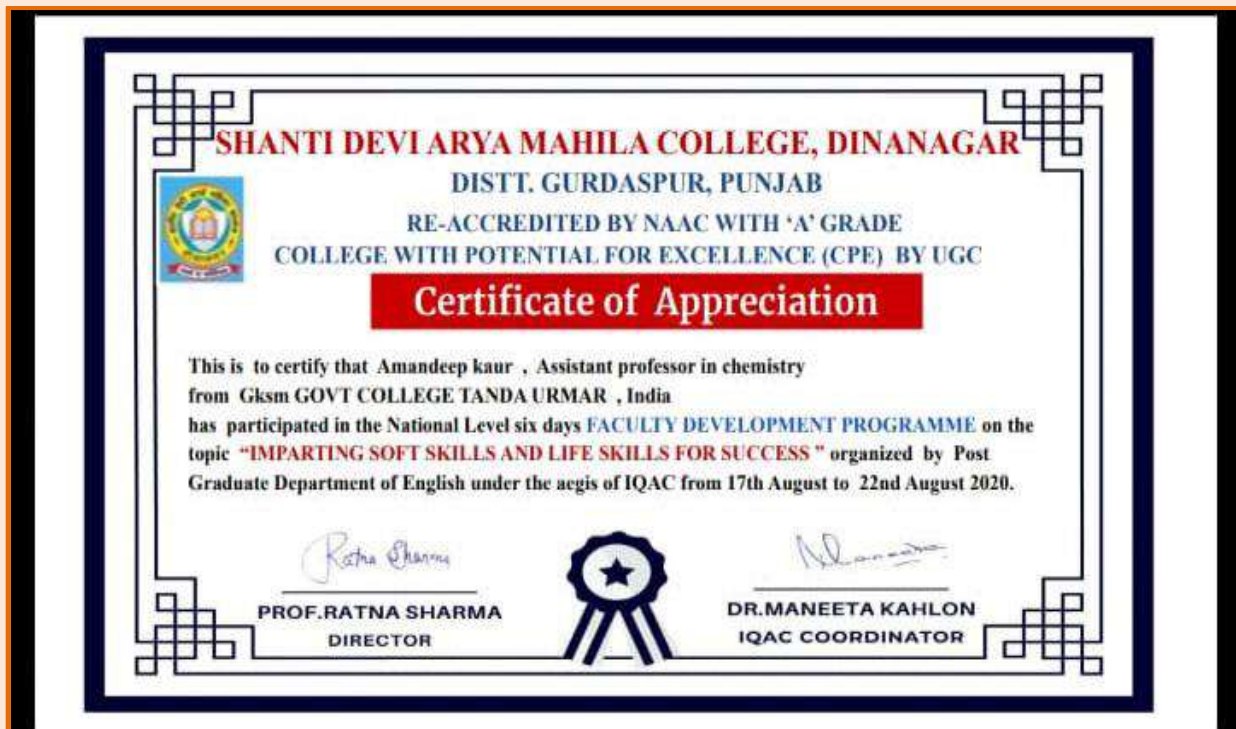 SHANTI DEVI ARYA MAHILA COLLEGE, DINANAGAR
DISTT. GURDASPUR, PUNJAB
RE-ACCREDITED BY NAAC WITH ‘A’ GRADE
COLLEGE WITH POTENTIAL FOR EXCELLENCE (CPE) BY UGC
Certificate of Appreciation
This is to certify that Amandeep kaur , Assistant professor in chemistry
from Gksm GOVT COLLEGE TANDA URMAR , India
has participated in the National Level six days FACULTY DEVELOPMENT PROGRAMME on the
topic “IMPARTING SOFT SKILLS AND LIFE SKILLS FOR SUCCESS ” organized by Post
Graduate Department of English under the aegis of IQAC from 17th August to 22nd August 2020.
Ratna Sharma
PROF.RATNA SHARMA
DIRECTOR
DR.MANEETA KAHLON
IQAC COORDINATOR